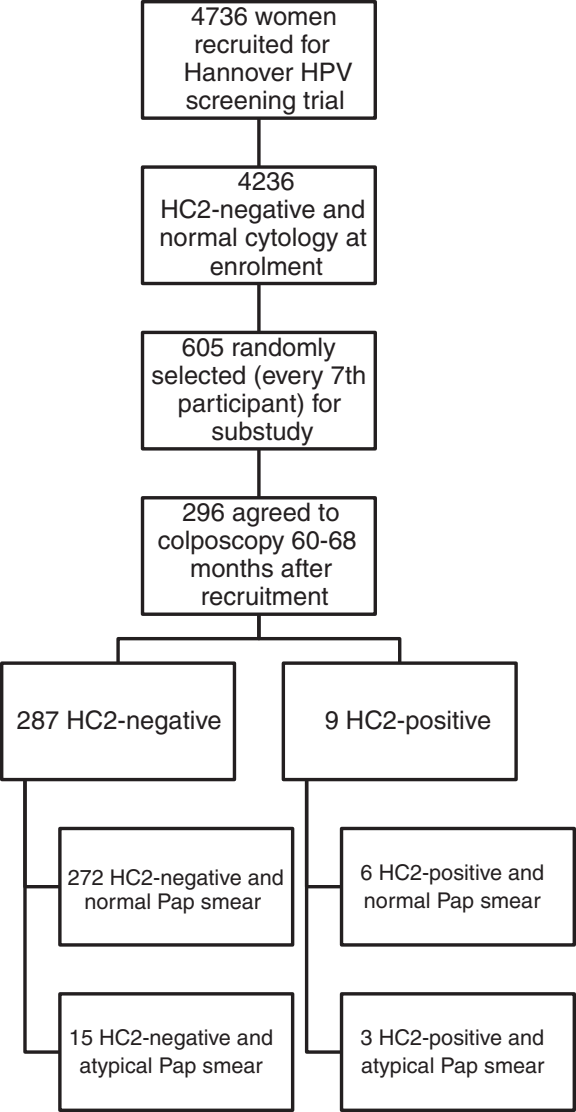 4736 women
recruited for
Hannover HPV
screening trial
4236
HC2-negative and
normal cytology at
enrolment
605 randomly
selected (every 7th
participant) for
substudy
296 agreed to
colposcopy 60-68
months after
recruitment
287 HC2-negative
9 HC2-positive
272 HC2-negative and
normal Pap smear
6 HC2-positive and
normal Pap smear
15 HC2-negative and
atypical Pap smear
3 HC2-positive and
atypical Pap smear